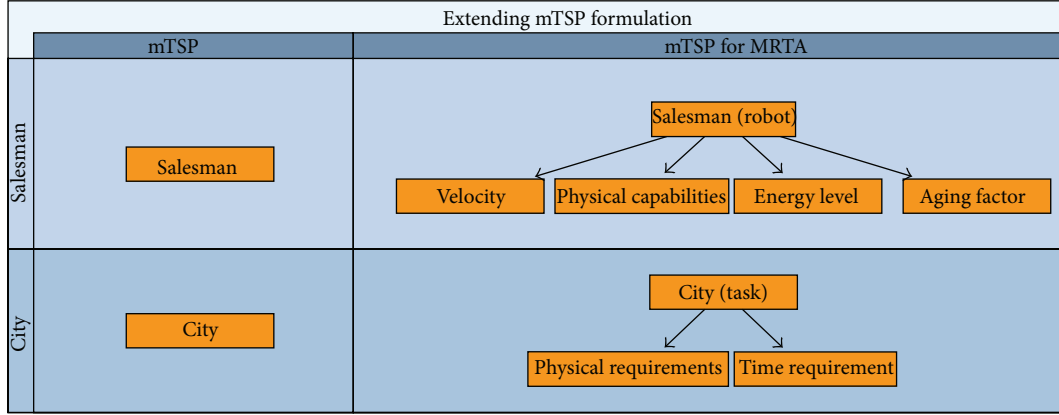 Extending mTSP formulation
mTSP
mTSP for MRTA
Salesman
Salesman
Salesman (robot)
Velocity
Physical capabilities
Energy level
Aging factor
City
City
City (task)
Physical requirements
Time requirement